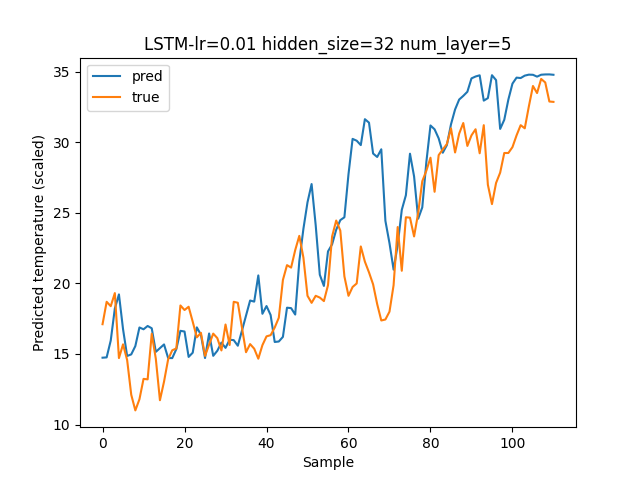 LSTM-lr=0.01 hidden_size=32 num_layer=5
pred
true
Predicted temperature (scaled)
35
30
25
20
15
10
0 20 40 60 80 100
Sample